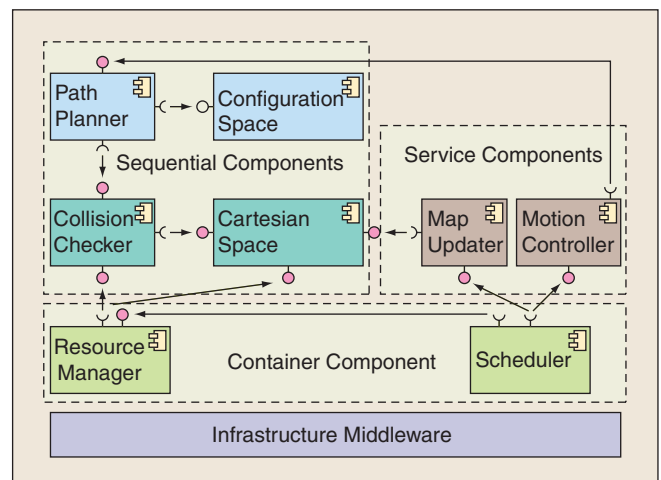 Path
Planner
Configuration
Space
Sequential Components
Service Components
Collision
Checker
Cartesian
Space
Map
Updater
Motion
Controller
Resource
Manager
Container Component
Scheduler
Infrastructure Middleware